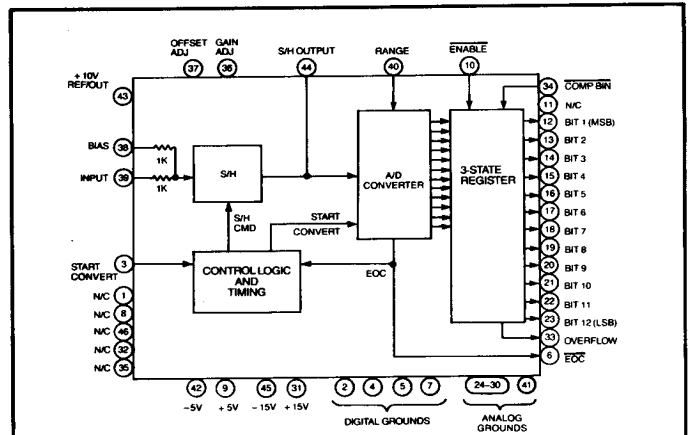 OFFSET ADJ
37
GAIN ADJ
36
S/H OUTPUT
44
RANGE
40
ENABLE
10
+ 10V REF/OUT
43
BIAS 38
1K
INPUT 39
1K
S/H
S/H CMD
START CONVERT
A/D CONVERTER
3-STATE REGISTER
START CONVERT
3
CONTROL LOGIC AND TIMING
EOC
N/C 1
N/C 8
N/C 46
N/C 32
N/C 35
34 COMP BIN
11 N/C
12 BIT 1 (MSB)
13 BIT 2
14 BIT 3
15 BIT 4
16 BIT 5
17 BIT 6
18 BIT 7
19 BIT 8
20 BIT 9
21 BIT 10
22 BIT 11
23 BIT 12 (LSB)
33 OVERFLOW
6 EOC
42 9 45 31 2 4 5 7 24-30 41
-5V +5V -15V +15V
DIGITAL GROUNDS
ANALOG GROUNDS